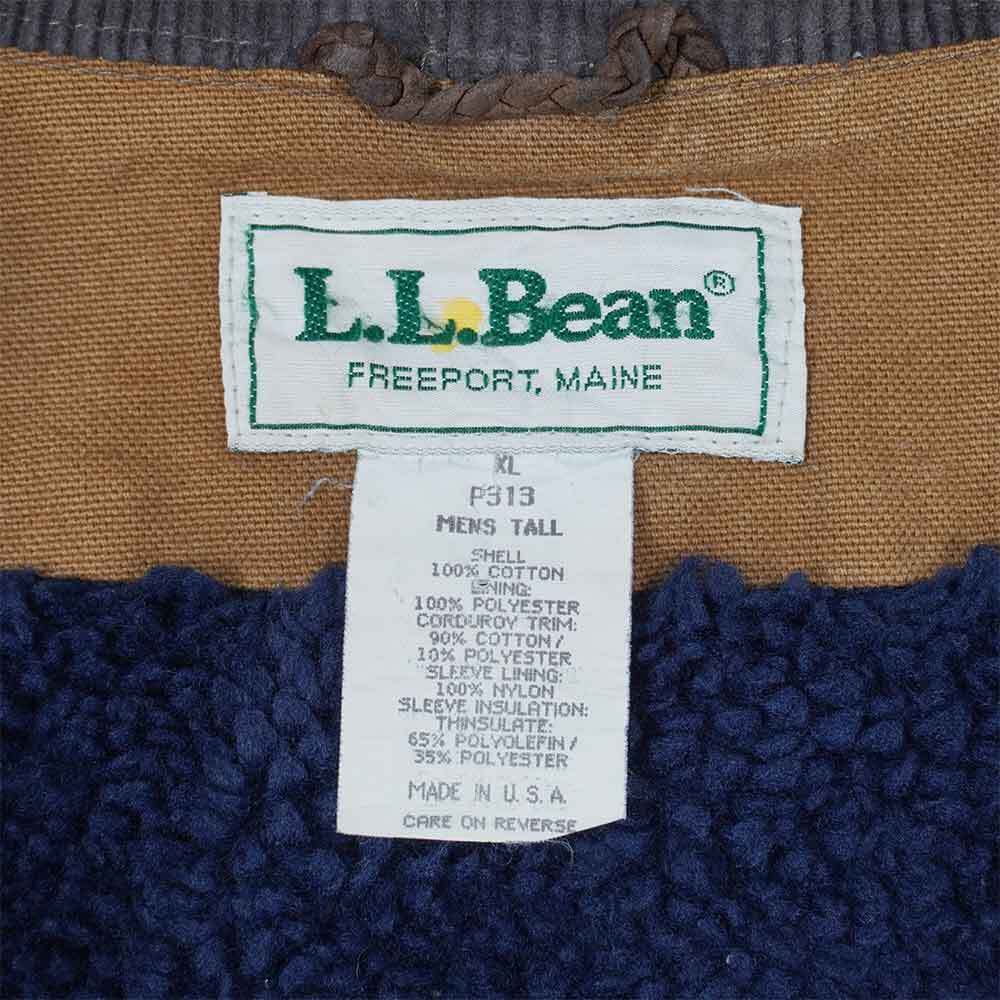 L.L.Bean®
FREEPORT, MAINE
XL
P313
MENS TALL
SHELL
100% COTTON
LINING:
100% POLYESTER
CORDUROY TRIM:
90% COTTON/
10% POLYESTER
SLEEVE LINING:
100% NYLON
SLEEVE INSULATION:
THINSULATE:
65% POLYOLEFIN/
35% POLYESTER
MADE IN U.S.A.
CARE ON REVERSE